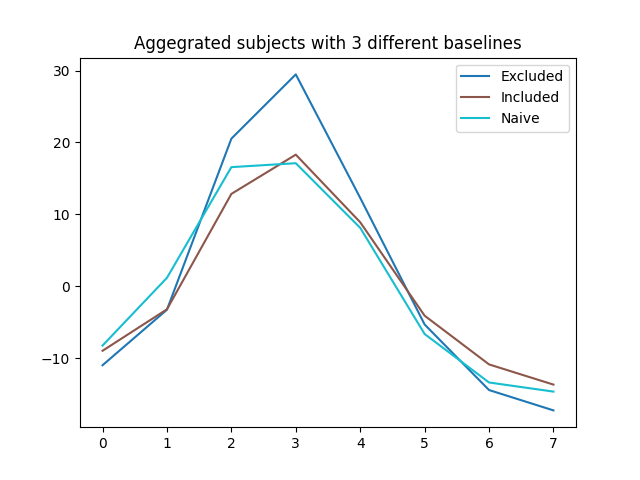 Aggegrated subjects with 3 different baselines
Excluded
Included
Naive
30
20
10
0
−10
0 1 2 3 4 5 6 7